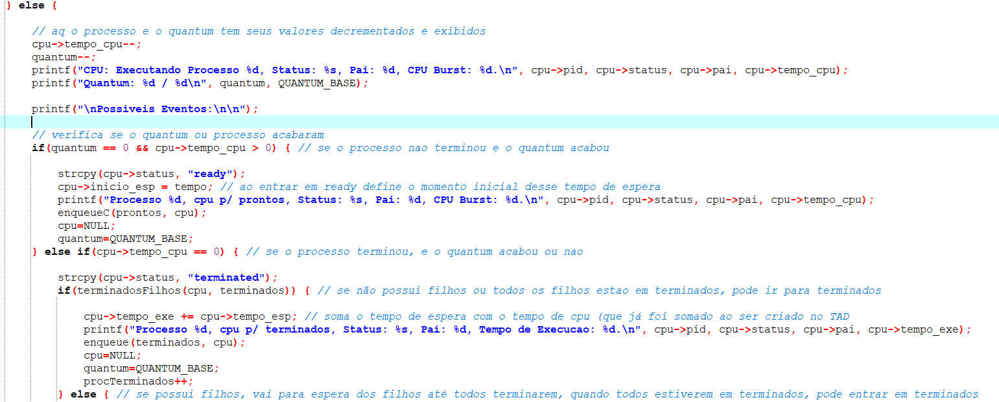 } else {
// aq o processo e o quantum tem seus valores decrementados e exibidos
cpu->tempo_cpu--;
quantum--;
printf("CPU: Executando Processo %d, Status: %s, Pai: %d, CPU Burst: %d.\n", cpu->pid, cpu->status, cpu->pai, cpu->tempo_cpu);
printf("Quantum: %d / %d\n", quantum, QUANTUM_BASE);
printf("\nPossiveis Eventos:\n\n");
// verifica se o quantum ou processo acabaram
if(quantum == 0 && cpu->tempo_cpu > 0) { // se o processo nao terminou e o quantum acabou
strcpy(cpu->status, "ready");
cpu->inicio_esp = tempo; // ao entrar em ready define o momento inicial desse tempo de espera
printf("Processo %d, cpu p/ prontos, Status: %s, Pai: %d, CPU Burst: %d.\n", cpu->pid, cpu->status, cpu->pai, cpu->tempo_cpu);
enqueueC(prontos, cpu);
cpu=NULL;
quantum=QUANTUM_BASE;
} else if(cpu->tempo_cpu == 0) { // se o processo terminou, e o quantum acabou ou nao
strcpy(cpu->status, "terminated");
if(terminadosFilhos(cpu, terminados)) { // se não possui filhos ou todos os filhos estao em terminados, pode ir para terminados
cpu->tempo_exe += cpu->tempo_esp; // soma o tempo de espera com o tempo de cpu (que já foi somado ao ser criado no TAD
printf("Processo %d, cpu p/ terminados, Status: %s, Pai: %d, Tempo de Execucao: %d.\n", cpu->pid, cpu->status, cpu->pai, cpu->tempo_exe);
enqueue(terminados, cpu);
cpu=NULL;
quantum=QUANTUM_BASE;
procTerminados++;
} else { // se possui filhos, vai para espera dos filhos até todos terminarem, quando todos estiverem em terminados, pode entrar em terminados